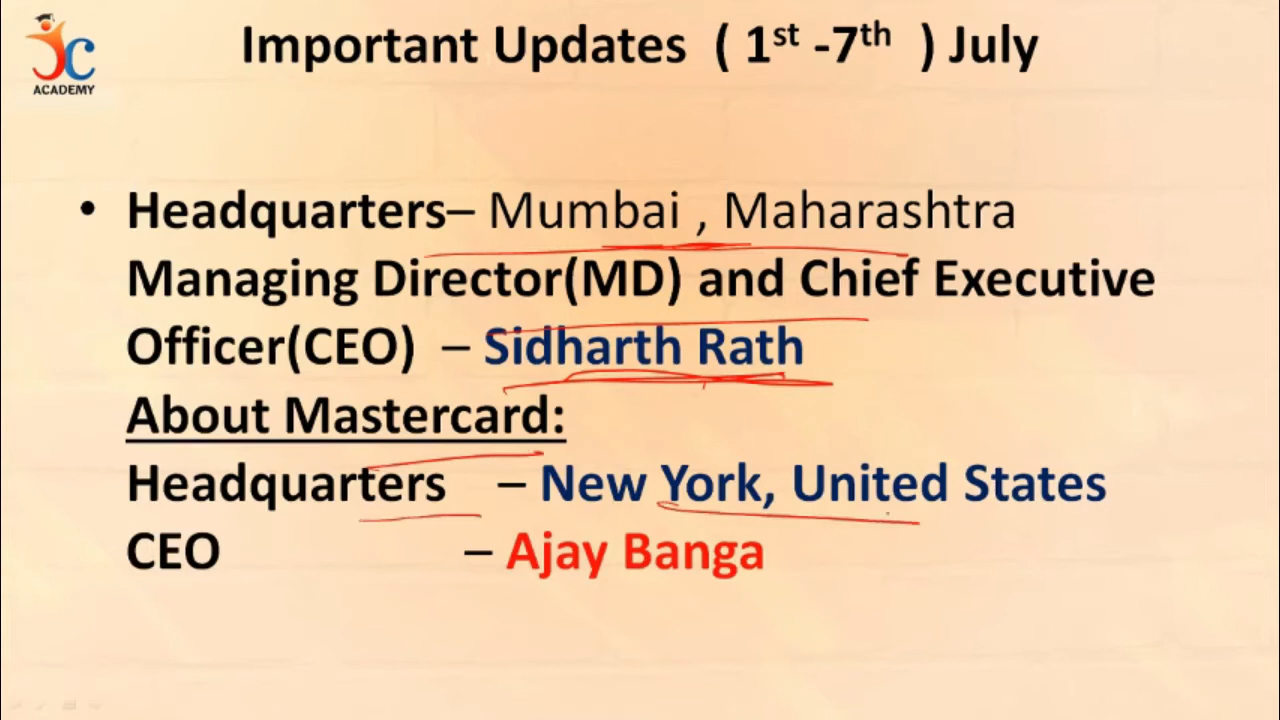 JC
ACADEMY
Important Updates ( 1st -7th ) July
• Headquarters– Mumbai , Maharashtra
Managing Director(MD) and Chief Executive
Officer(CEO) – Sidharth Rath
About Mastercard:
Headquarters – New York, United States
CEO – Ajay Banga